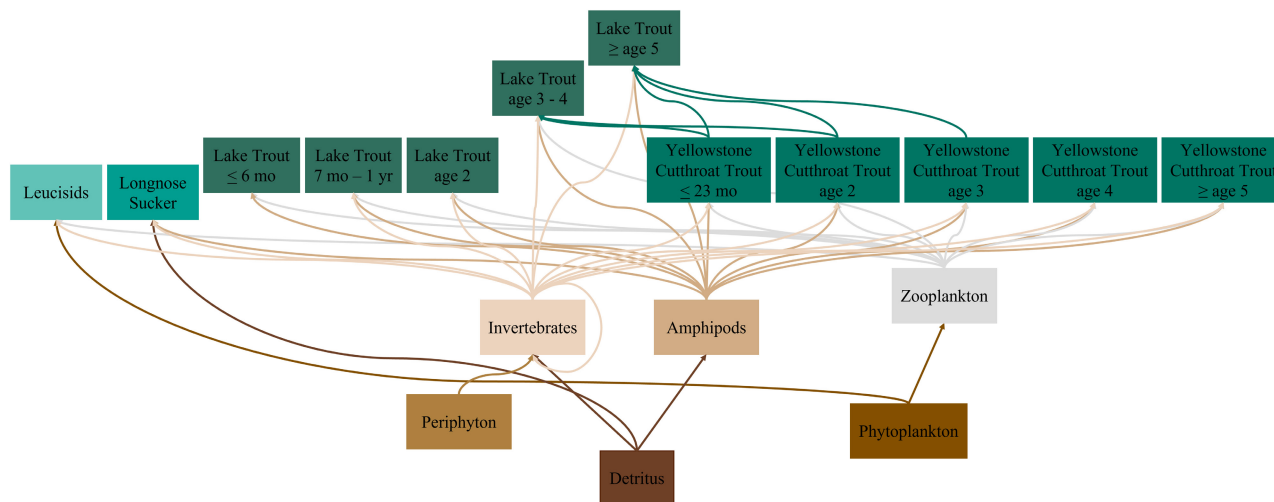 Lake Trout
≥ age 5
Lake Trout
age 3 - 4
Leucisids
Longnose
Sucker
Lake Trout
≤ 6 mo
Lake Trout
7 mo – 1 yr
Lake Trout
age 2
Yellowstone
Cutthroat Trout
≤ 23 mo
Yellowstone
Cutthroat Trout
age 2
Yellowstone
Cutthroat Trout
age 3
Yellowstone
Cutthroat Trout
age 4
Yellowstone
Cutthroat Trout
≥ age 5
Zooplankton
Invertebrates
Amphipods
Periphyton
Phytoplankton
Detritus